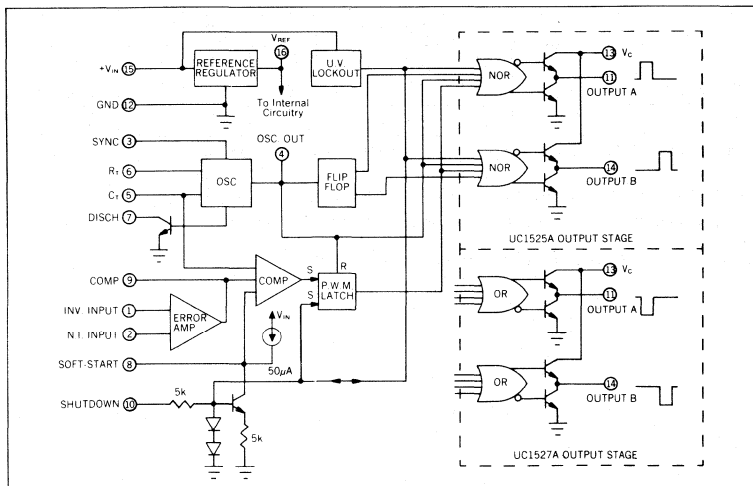 VREF
16
+VIN 15
REFERENCE
REGULATOR
U.V.
LOCKOUT
GND 12
To Internal
Circuitry
SYNC 3
OSC OUT
4
RT 6
CT 5
OSC
FLIP
FLOP
DISCH 7
COMP 9
INV. INPUT 1
N.I. INPUT 2
ERROR
AMP
COMP
S
R
S
P.W.M.
LATCH
VIN
50µA
SOFT-START 8
SHUTDOWN 10
5k
5k
NOR
13 VC
11
OUTPUT A
NOR
14
OUTPUT B
UC1525A OUTPUT STAGE
OR
13 VC
11
OUTPUT A
OR
14
OUTPUT B
UC1527A OUTPUT STAGE